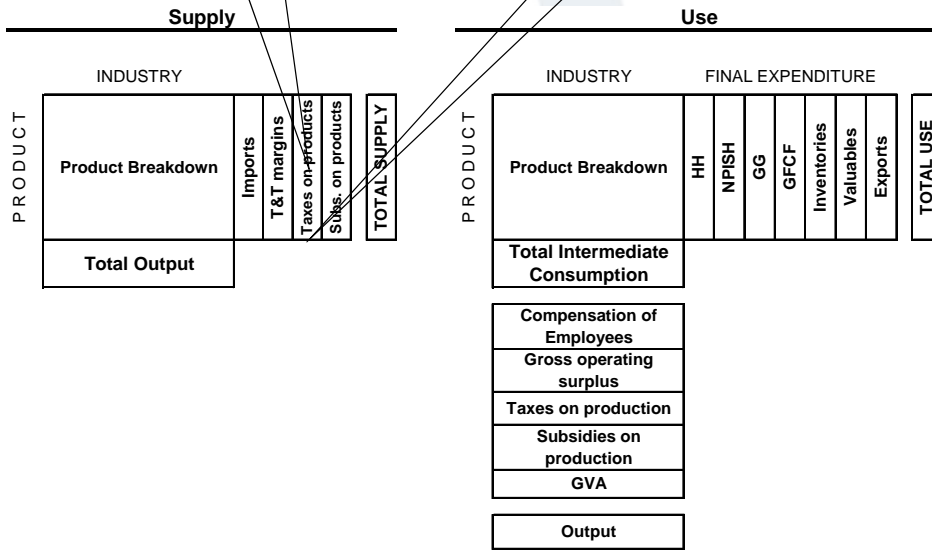 Supply
Use
INDUSTRY
PRODUCT
Product Breakdown
Imports
T&T margins
Taxes on products
Subs. on products
TOTAL SUPPLY
Total Output
INDUSTRY
FINAL EXPENDITURE
PRODUCT
Product Breakdown
HH
NPISH
GG
GFCF
Inventories
Valuables
Exports
TOTAL USE
Total Intermediate
Consumption
Compensation of
Employees
Gross operating
surplus
Taxes on production
Subsidies on
production
GVA
Output